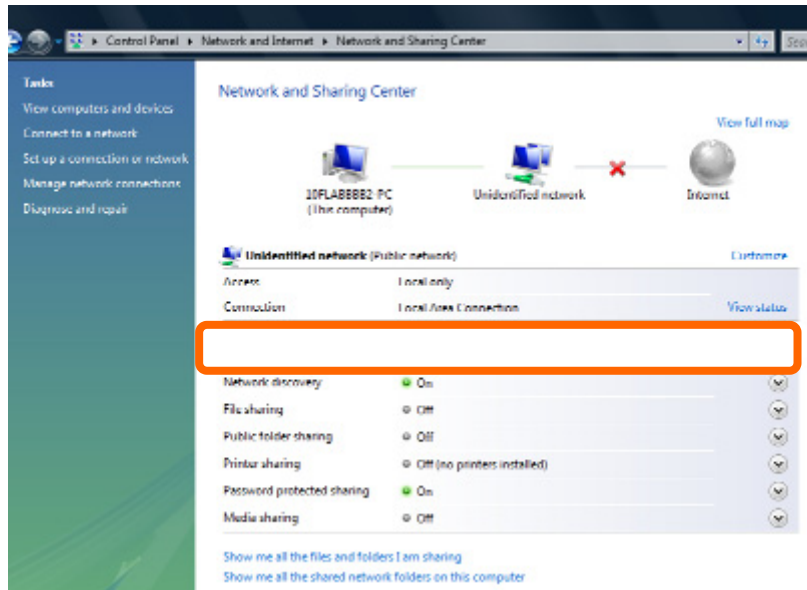 Control Panel ▸ Network and Internet ▸ Network and Sharing Center
Tasks
View computers and devices
Connect to a network
Set up a connection or network
Manage network connections
Diagnose and repair
Network and Sharing Center
View full map
(This computer)
Unidentified network
Internet
Unidentified network (Public network) Customize
Access Local only
Connection Local Area Connection View status
Network discovery On
File sharing Off
Public folder sharing Off
Printer sharing Off (no printers installed)
Password protected sharing On
Media sharing Off
Show me all the files and folders I am sharing
Show me all the shared network folders on this computer